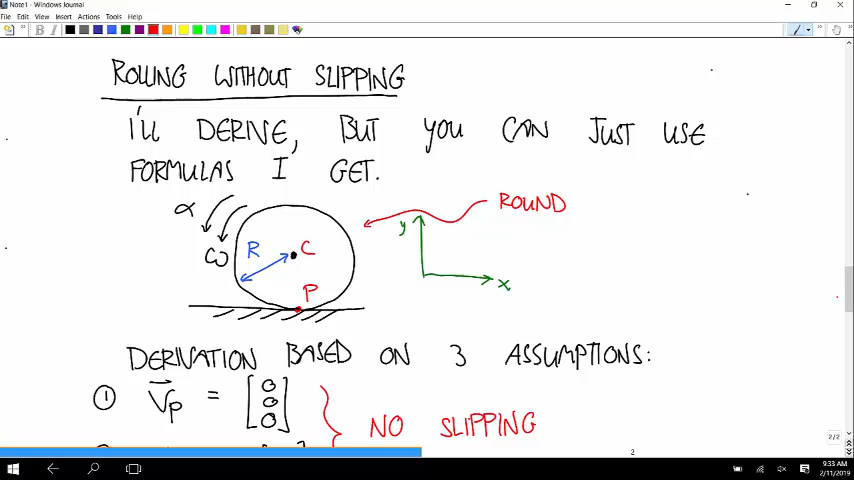 Note1 - Windows Journal
File Edit View Insert Actions Tools Help
B I
ROLLING WITHOUT SLIPPING
I'LL DERIVE, BUT YOU CAN JUST USE
FORMULAS I GET.
α
ω
R
C
P
y
x
ROUND
DERIVATION BASED ON 3 ASSUMPTIONS:
① V⃗p = [0 0 0]
NO SLIPPING
2/2
2
9:33 AM
2/11/2019